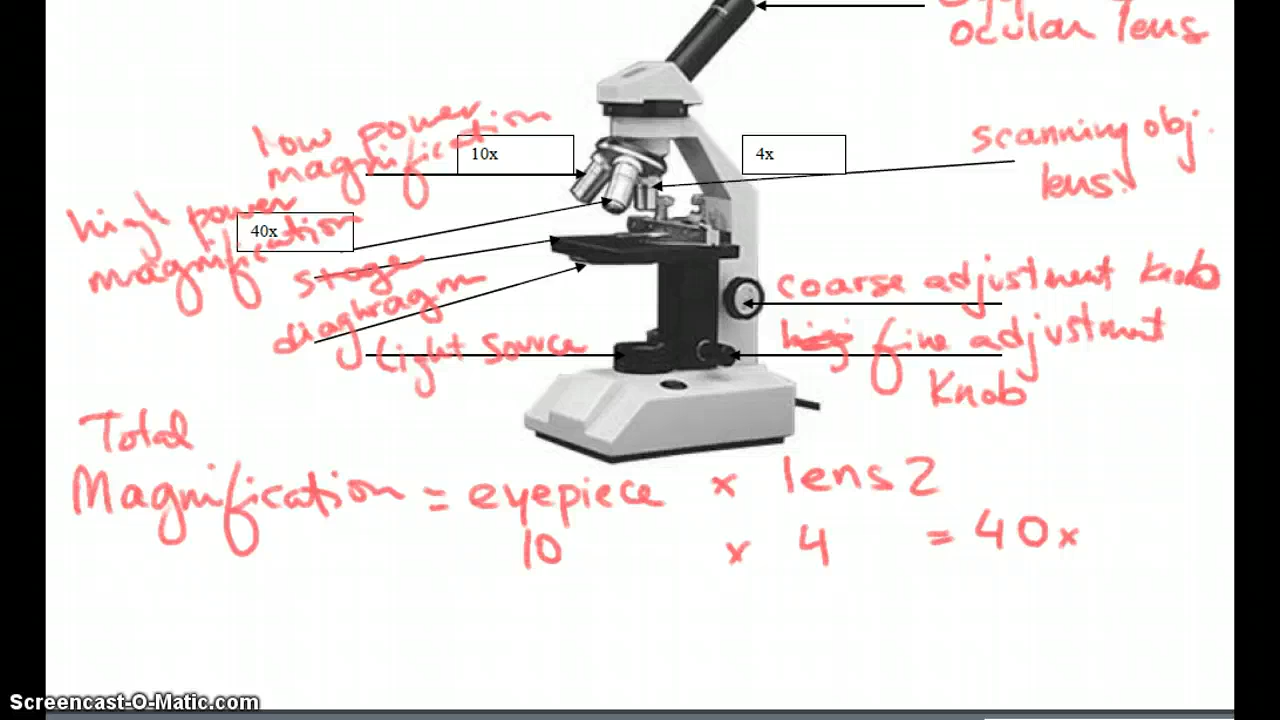 ocular lens
low power
magnification
10x
4x
scanning obj.
lens
high power
magnification
40x
stage
diaghragm
light source
coarse adjustment knob
fine adjustment
knob
Total
Magnification = eyepiece x lens 2
10 x 4 = 40x
Screencast-O-Matic.com